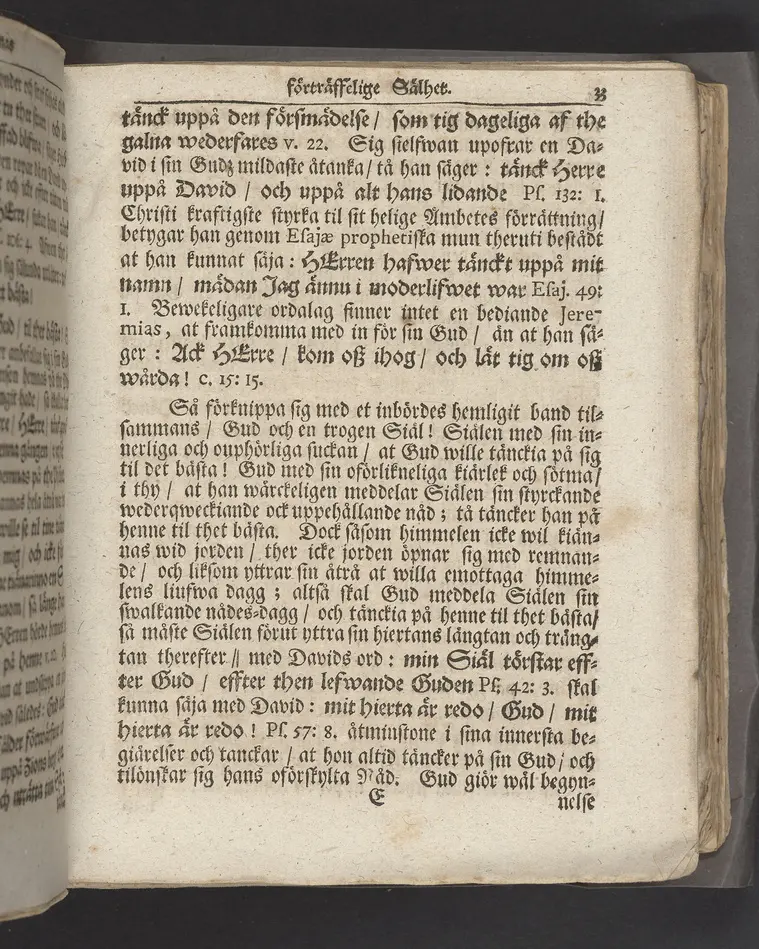 förträffelige Sälhet. 33
tänck uppå den försmädelse / som tig dageliga af the
galna wederfares v. 22. Sig sielfwan upofrar en Da-
vid i sin Gudz mildaste åtanka / tå han säger : tänck Herre
uppå David / och uppå alt hans lidande Ps. 132: 1.
Christi kraftigste styrka til sit helige Ämbetes förrättning /
betygar han genom Esajæ prophetiska mun theruti bestådt
at han kunnat säja : HErren hafwer tänckt uppå mit
namn / mädan Jag ännu i moderlifwet war Esaj. 49:
1. Bewekeligare ordalag finner intet en bediande Jere-
mias, at framkomma med in för sin Gud / än at han sä-
ger : Ack HErre / kom oß ihog / och lät tig om oß
wårda ! c. 15: 15.
Så förknippa sig med et inbördes hemligit band til-
sammans / Gud och en trogen Siäl ! Siälen med sin in-
nerliga och ouphörliga suckan / at Gud wille tänckia på sig
til det bästa ! Gud med sin oförlikneliga kiärlek och sötma /
i thy / at han wärckeligen meddelar Siälen sin styrckande
wederqweckiande ock uppehållande nåd ; tå täncker han på
henne til thet bästa. Dock såsom himmelen icke wil kiän-
nas wid jorden / ther icke jorden öpnar sig med remnan-
de / och liksom yttrar sin åtrå at willa emottaga himme-
lens liufwa dagg ; altså skal Gud meddela Siälen sin
swalkande nådes-dagg / och tänckia på henne til thet bästa /
så måste Siälen förut yttra sin hiertans längtan och trång-
tan therefter // med Davids ord : min Siäl törstar eff-
ter Gud / effter then lefwande Guden Ps. 42: 3. skal
kunna säja med David : mit hierta är redo / Gud / mit
hierta är redo ! Ps. 57: 8. åtminstone i sina innersta be-
giärelser och tanckar / at hon altid täncker på sin Gud / och
tilönskar sig hans oförskylta Nåd. Gud giör wäl begyn-
E nelse